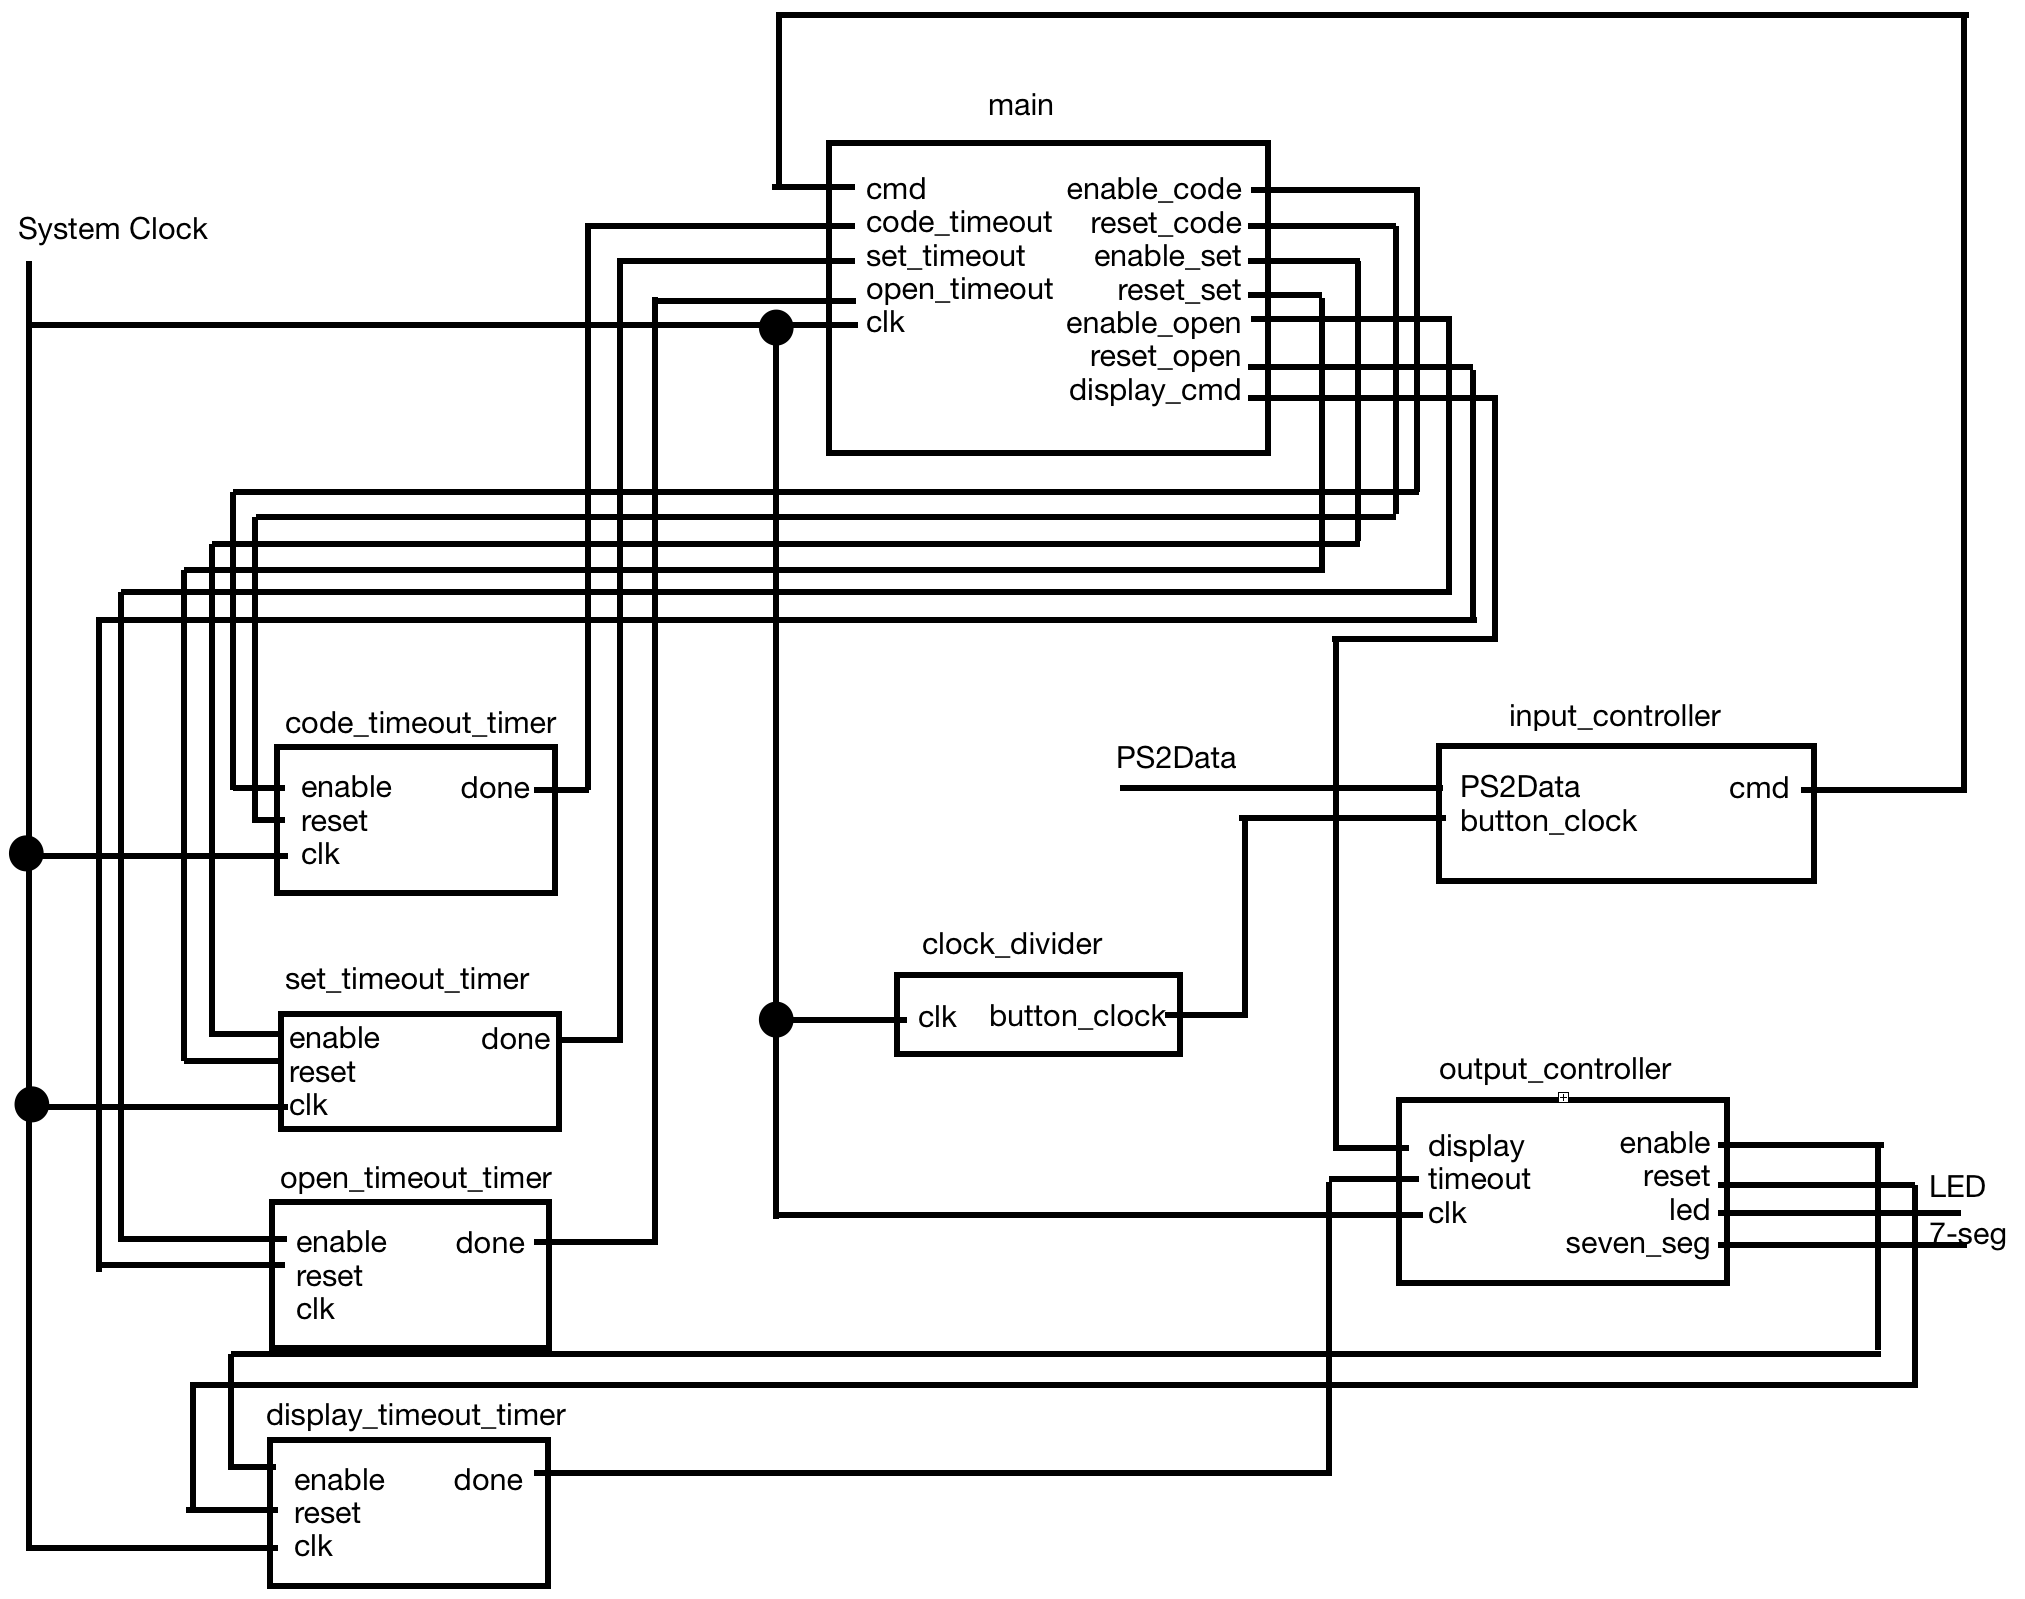 main
System Clock
cmd
code_timeout
set_timeout
open_timeout
clk
enable_code
reset_code
enable_set
reset_set
enable_open
reset_open
display_cmd
code_timeout_timer
enable
reset
clk
done
input_controller
PS2Data
PS2Data
button_clock
cmd
clock_divider
clk
button_clock
set_timeout_timer
enable
reset
clk
done
output_controller
display
timeout
clk
enable
reset
led
seven_seg
LED
7-seg
open_timeout_timer
enable
reset
clk
done
display_timeout_timer
enable
reset
clk
done